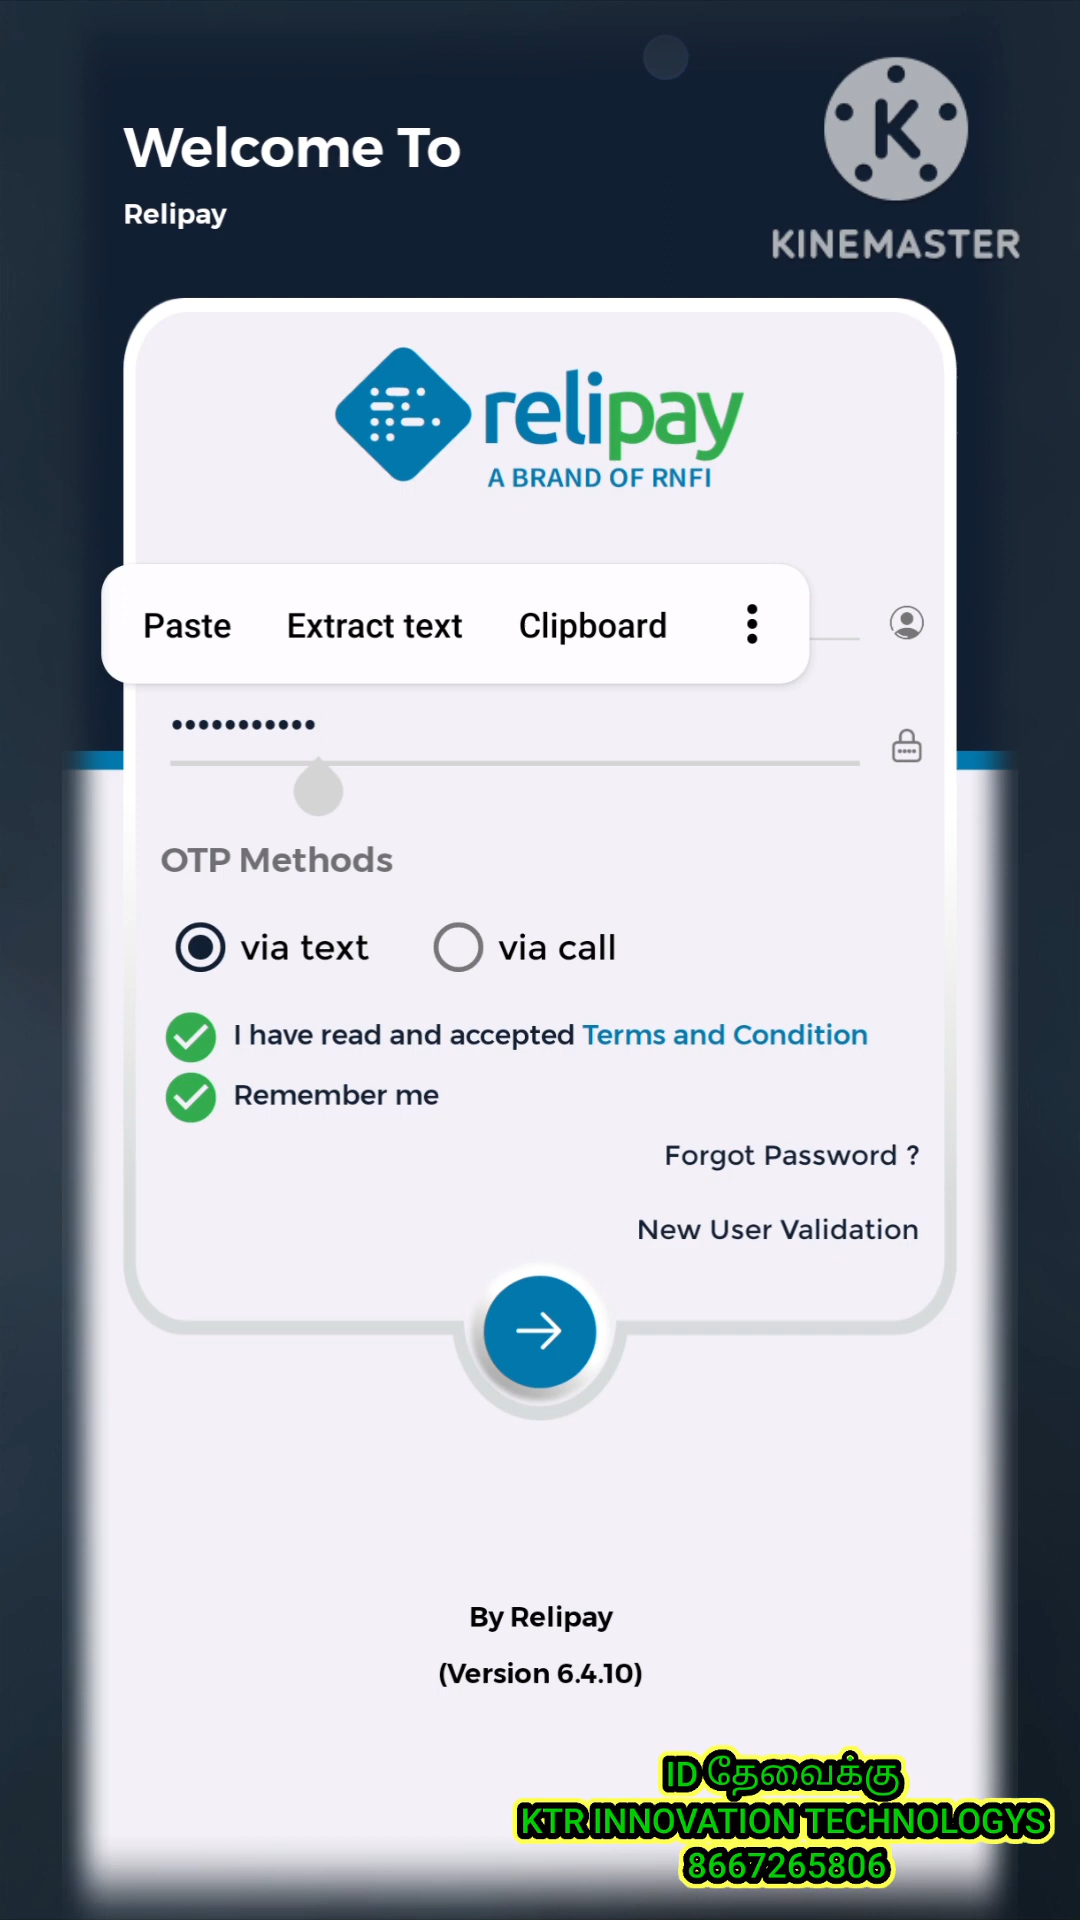 Welcome To
Relipay
K
KINEMASTER
relipay
A BRAND OF RNFI
Paste Extract text Clipboard
•••••••••••
OTP Methods
via text via call
I have read and accepted Terms and Condition
Remember me
Forgot Password ?
New User Validation
By Relipay
(Version 6.4.10)
ID தேவைக்கு
KTR INNOVATION TECHNOLOGYS
8667265806